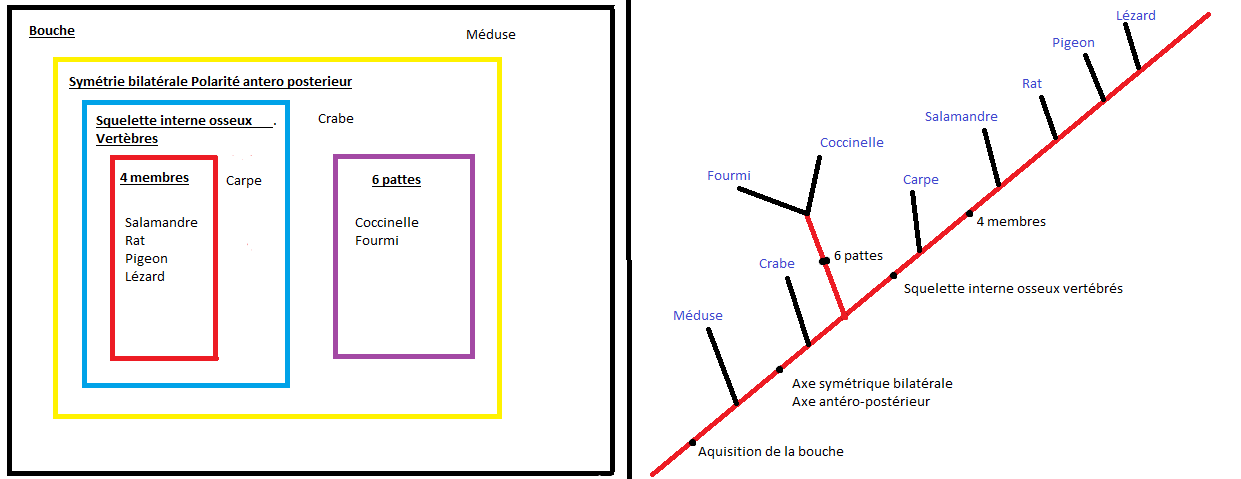 Bouche
Méduse
Symétrie bilatérale Polarité antero posterieur
Squelette interne osseux .
Vertèbres
Crabe
4 membres
Carpe
6 pattes
Salamandre
Rat
Pigeon
Lézard
Coccinelle
Fourmi
Lézard
Pigeon
Rat
Salamandre
Coccinelle
Fourmi
Carpe
4 membres
6 pattes
Crabe
Squelette interne osseux vertébrés
Méduse
Axe symétrique bilatérale
Axe antéro-postérieur
Aquisition de la bouche